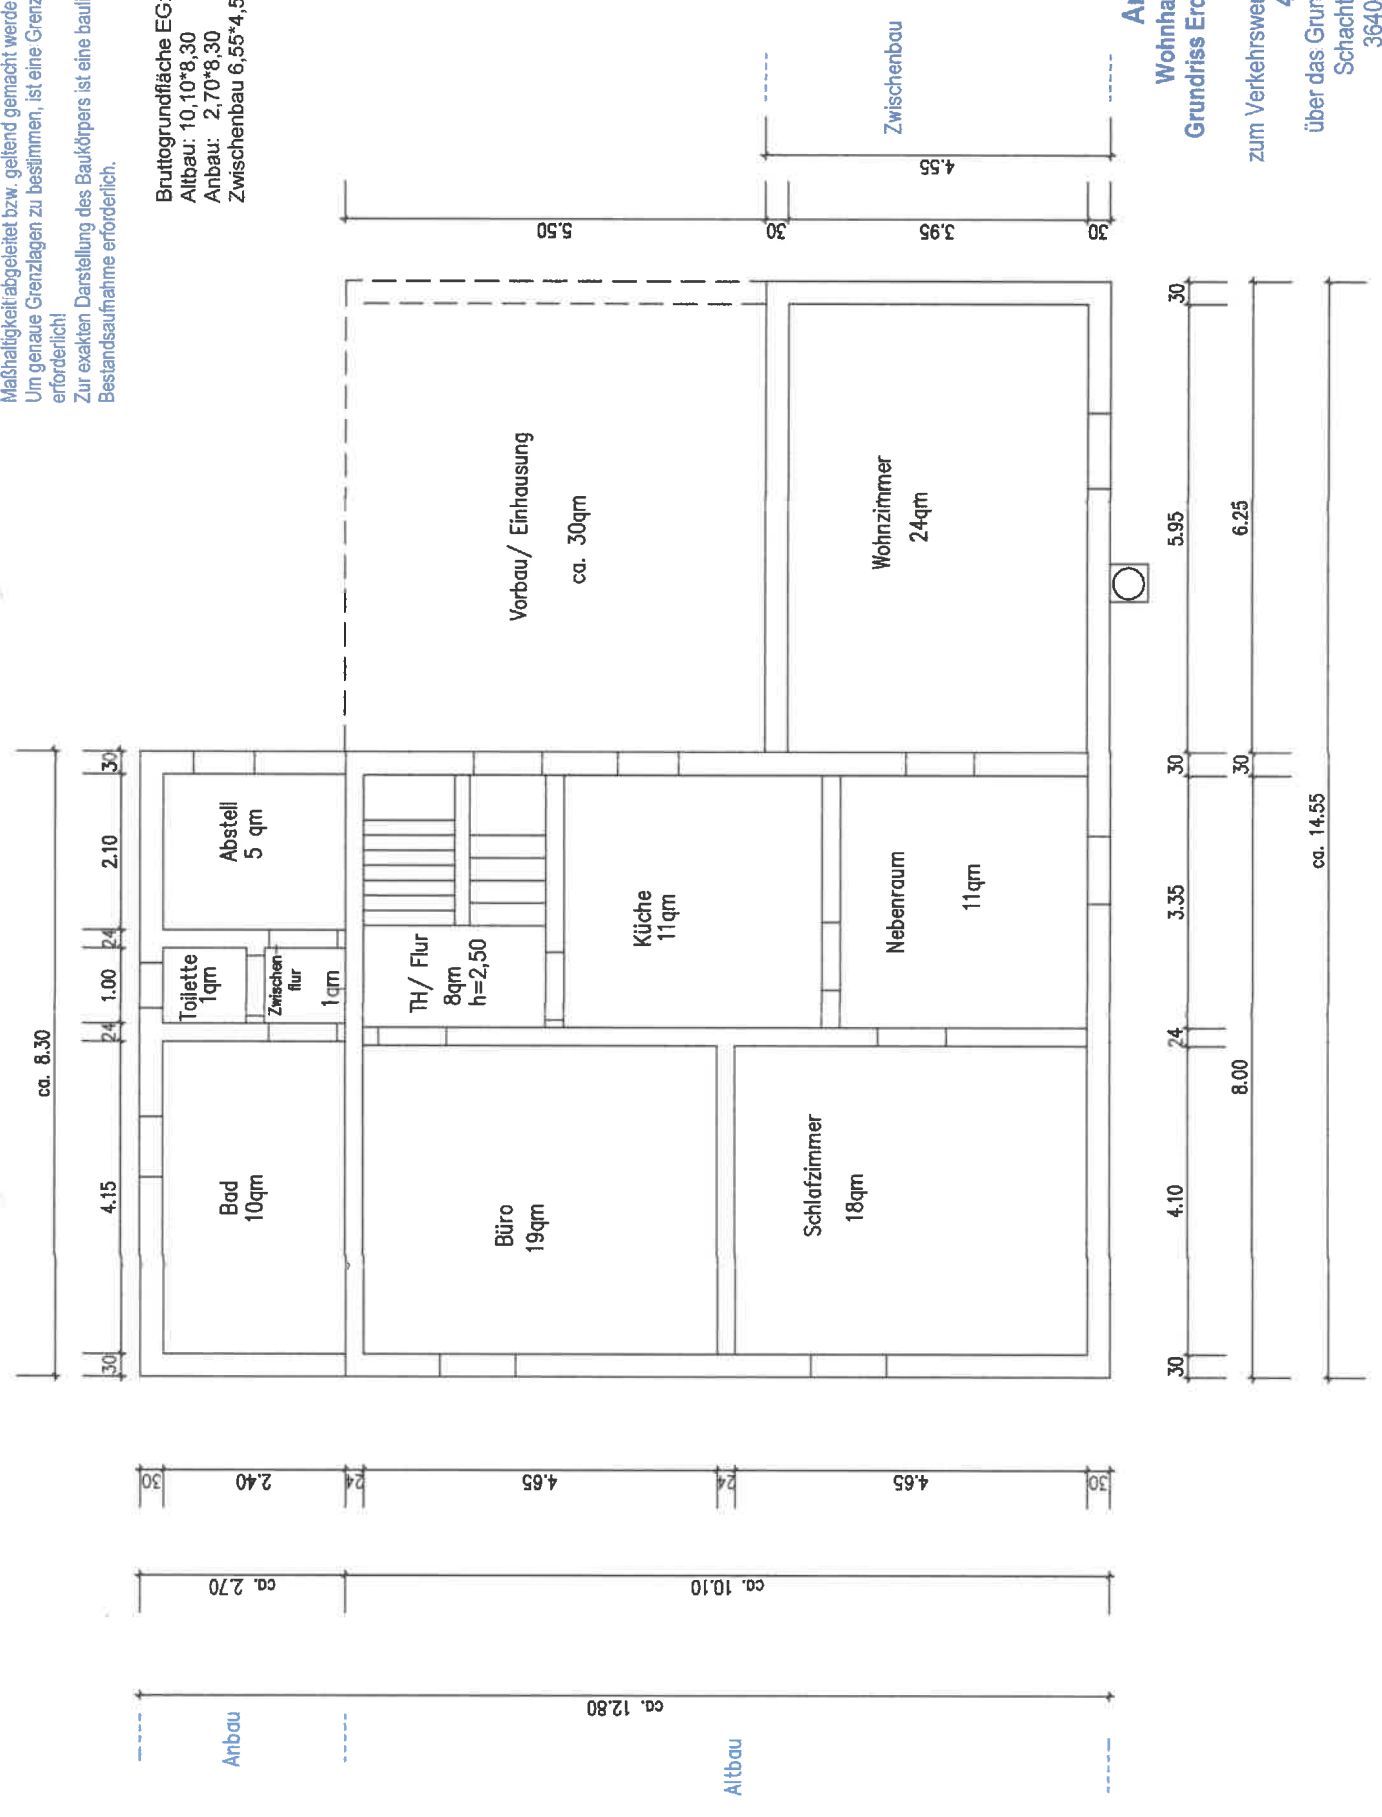 Maßhaltigkeit abgeleitet bzw. geltend gemacht werde
Um genaue Grenzlagen zu bestimmen, ist eine Grenz
erforderlich!
Zur exakten Darstellung des Baukörpers ist eine bauli
Bestandsaufnahme erforderlich.
Bruttogrundfläche EG:
Altbau: 10,10*8,30
Anbau: 2,70*8,30
Zwischenbau 6,55*4,5
ca. 8.30
30
4.15
24
1.00
24
2.10
30
Bad
10qm
Toilette
1qm
Zwischen-
flur
1qm
Abstell
5 qm
TH/ Flur
8qm
h=2,50
Büro
19qm
Küche
11qm
Schlafzimmer
18qm
Nebenraum
11qm
Vorbau/ Einhausung
ca. 30qm
Wohnzimmer
24qm
5.50
30
3.95
30
4.55
Zwischenbau
30
4.10
24
3.35
30
5.95
30
8.00
30
6.25
ca. 14.55
30
2.40
24
4.65
24
4.65
30
ca. 2.70
ca. 10.10
ca. 12.80
Anbau
Altbau
Wohnha
Grundriss Erd
zum Verkehrswer
4
über das Grun
Schacht
3640